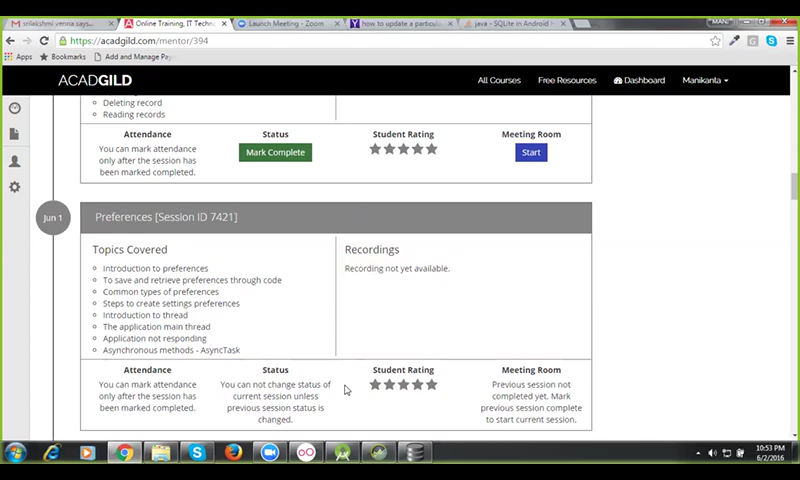 srilakshmi venna
Online Training, IT Techno
Launch Meeting - Zoom
how to update a particula
java - SQLite in Android
MANI
https://acadgild.com/mentor/394
Apps
Bookmarks
Add and Manage Pay
ACADGILD
All Courses
Free Resources
Dashboard
Manikanta
Deleting record
Reading records
Attendance
You can mark attendance
only after the session has
been marked completed.
Status
Mark Complete
Student Rating
Meeting Room
Start
Jun 1
Preferences [Session ID 7421]
Topics Covered
Introduction to preferences
To save and retrieve preferences through code
Common types of preferences
Steps to create settings preferences
Introduction to thread
The application main thread
Application not responding
Asynchronous methods - AsyncTask
Recordings
Recording not yet available.
Attendance
You can mark attendance
only after the session has
been marked completed.
Status
You can not change status of
current session unless
previous session status is
changed.
Student Rating
Meeting Room
Previous session not
completed yet. Mark
previous session complete
to start current session.
10:53 PM
6/2/2016